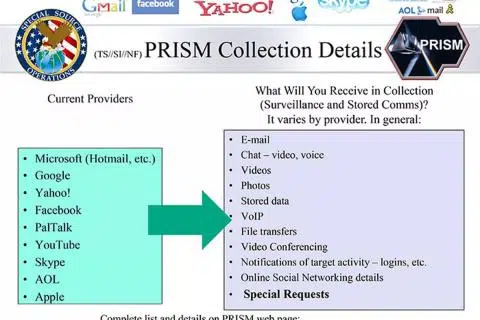 Gmail facebook YAHOO! SKYPE AOL mail
SPECIAL SOURCE OPERATIONS
(TS//SI//NF) PRISM Collection Details
PRISM
Current Providers
What Will You Receive in Collection
(Surveillance and Stored Comms)?
It varies by provider. In general:
• Microsoft (Hotmail, etc.)
• Google
• Yahoo!
• Facebook
• PalTalk
• YouTube
• Skype
• AOL
• Apple
• E-mail
• Chat – video, voice
• Videos
• Photos
• Stored data
• VoIP
• File transfers
• Video Conferencing
• Notifications of target activity – logins, etc.
• Online Social Networking details
• Special Requests
Complete list and details on PRISM web page: